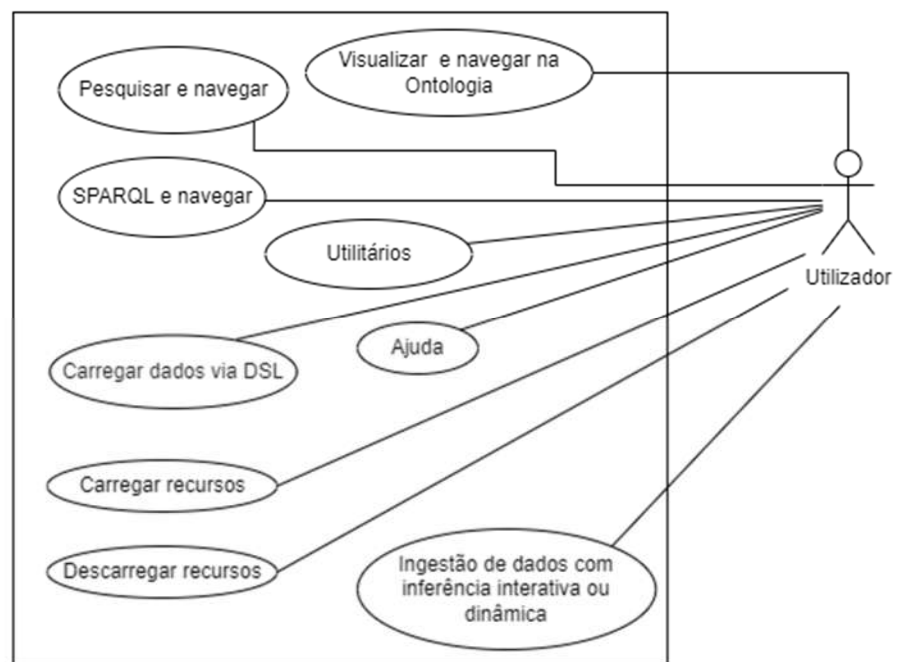 Visualizar e navegar na
Ontologia
Pesquisar e navegar
SPARQL e navegar
Utilitários
Utilizador
Ajuda
Carregar dados via DSL
Carregar recursos
Descarregar recursos
Ingestão de dados com
inferência interativa ou
dinâmica